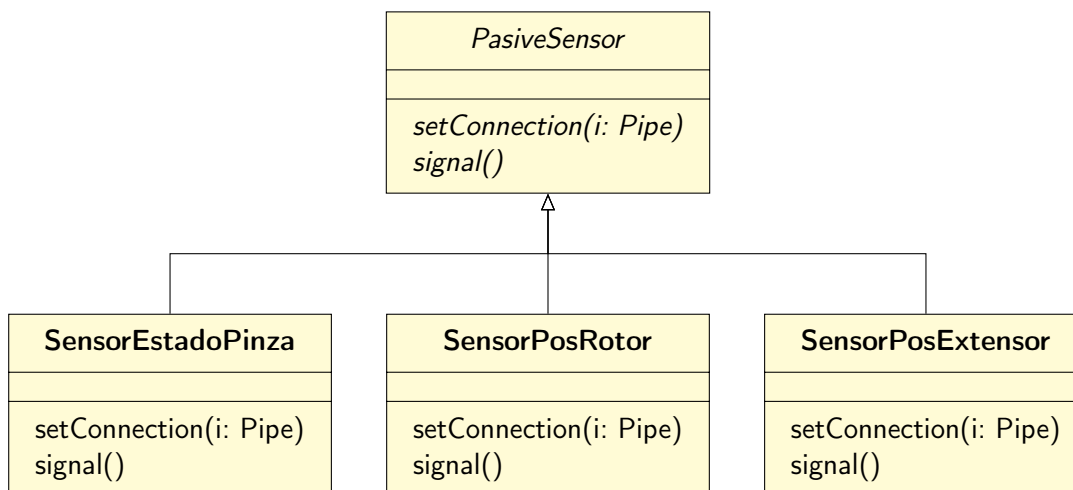 PasiveSensor
setConnection(i: Pipe)
signal()
SensorEstadoPinza
setConnection(i: Pipe)
signal()
SensorPosRotor
setConnection(i: Pipe)
signal()
SensorPosExtensor
setConnection(i: Pipe)
signal()